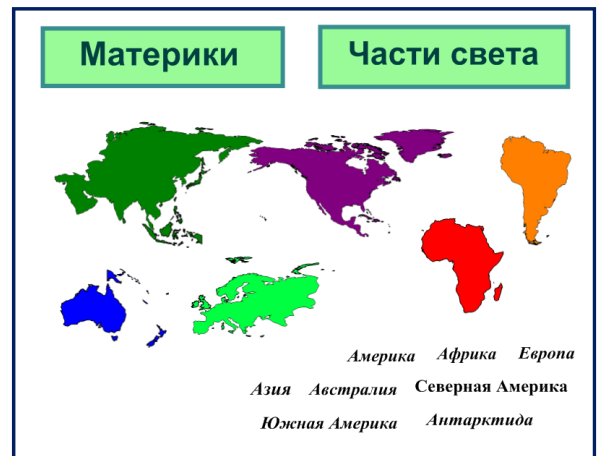 Материки
Части света
Америка Африка Европа
Азия Австралия Северная Америка
Южная Америка Антарктида